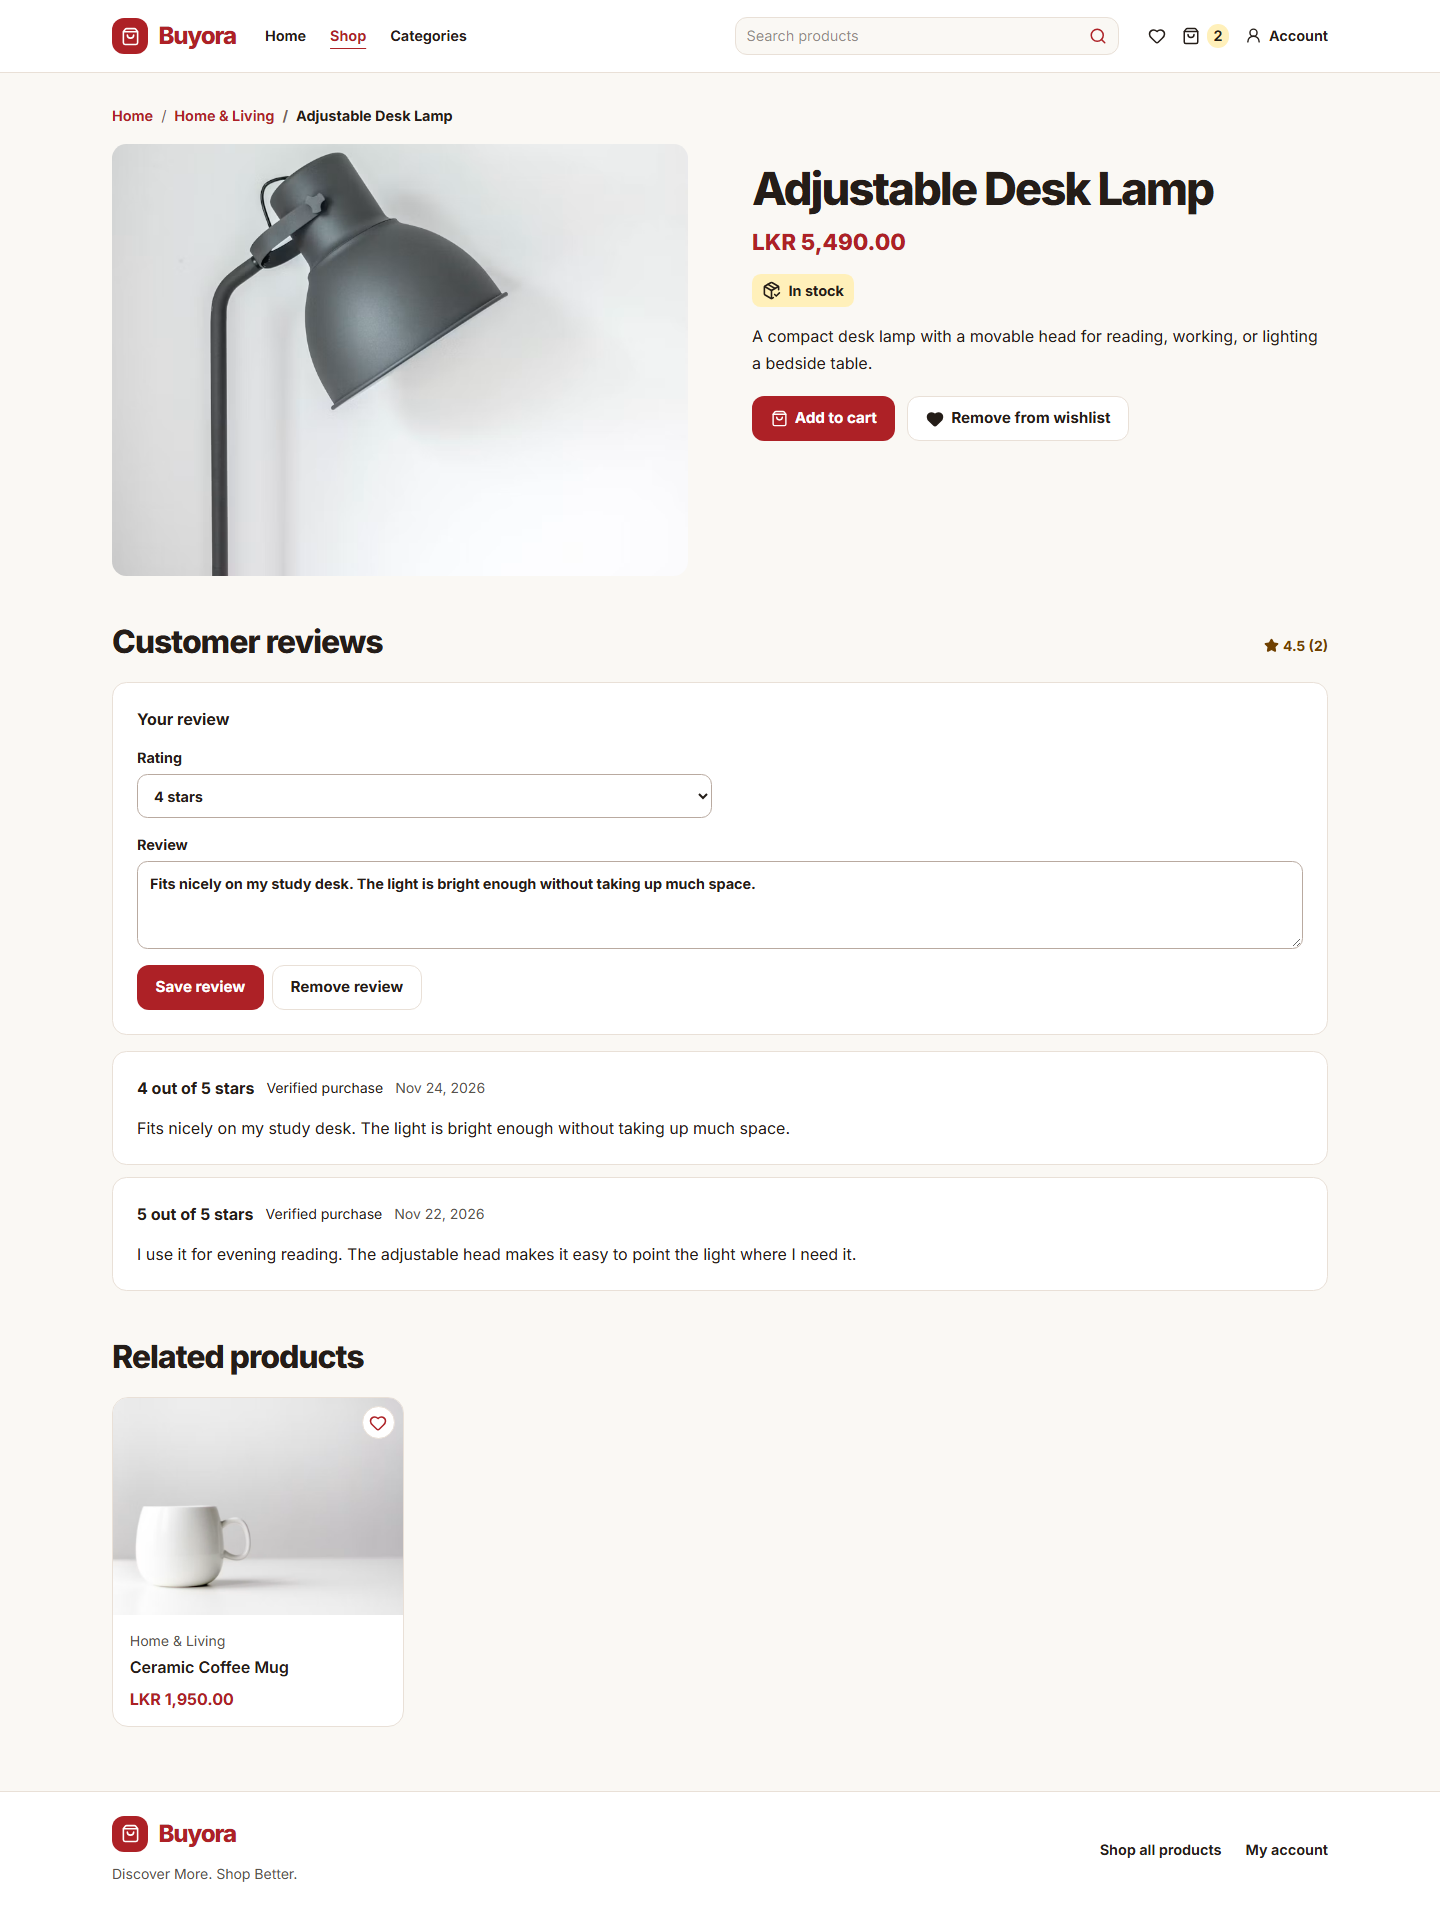 Buyora
Home
Shop
Categories
Search products
2
Account
Home / Home & Living / Adjustable Desk Lamp
Adjustable Desk Lamp
LKR 5,490.00
In stock
A compact desk lamp with a movable head for reading, working, or lighting
a bedside table.
Add to cart
Remove from wishlist
Customer reviews
4.5 (2)
Your review
Rating
4 stars
Review
Fits nicely on my study desk. The light is bright enough without taking up much space.
Save review
Remove review
4 out of 5 stars Verified purchase Nov 24, 2026
Fits nicely on my study desk. The light is bright enough without taking up much space.
5 out of 5 stars Verified purchase Nov 22, 2026
I use it for evening reading. The adjustable head makes it easy to point the light where I need it.
Related products
Home & Living
Ceramic Coffee Mug
LKR 1,950.00
Buyora
Discover More. Shop Better.
Shop all products
My account